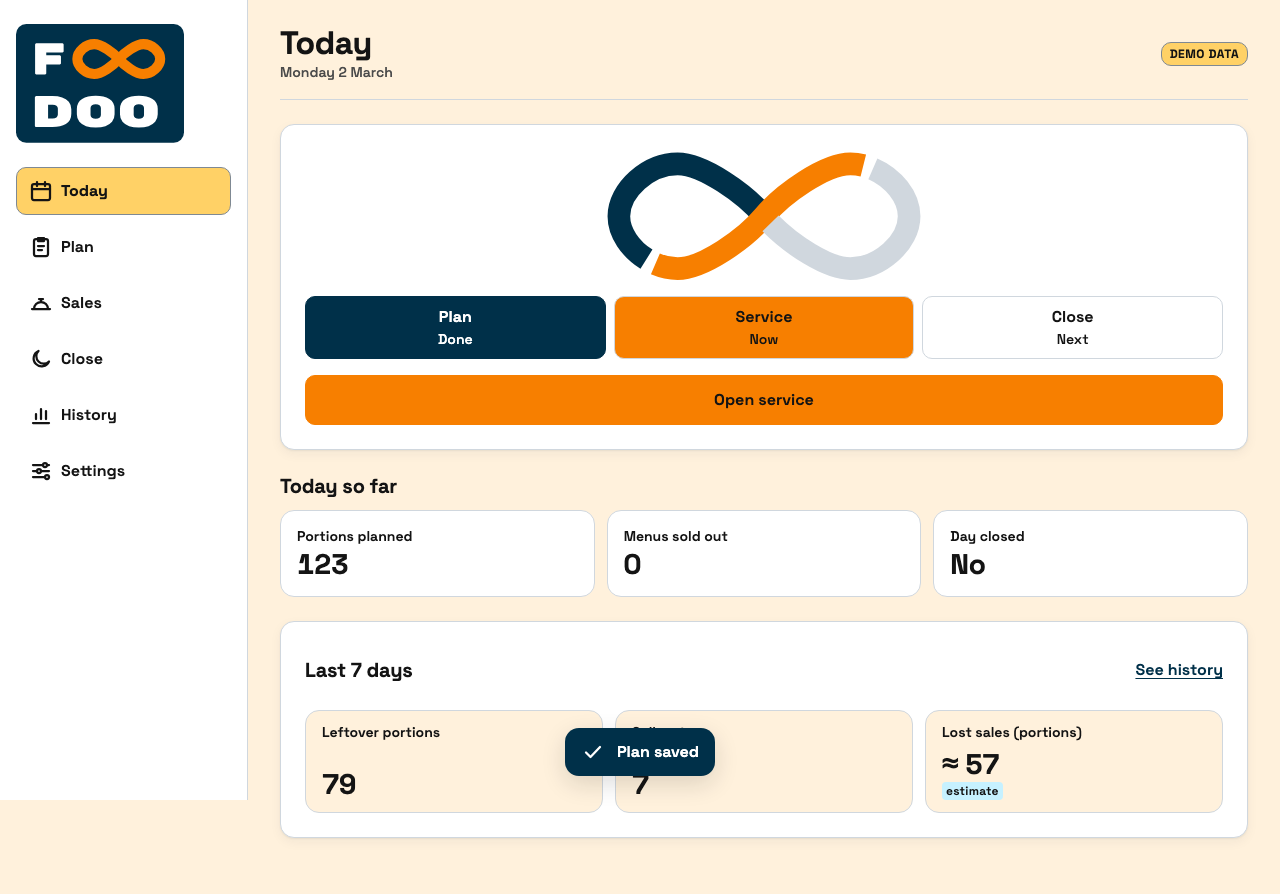 F
DOO
Today
Plan
Sales
Close
History
Settings
Today
Monday 2 March
DEMO DATA
Plan
Done
Service
Now
Close
Next
Open service
Today so far
Portions planned
123
Menus sold out
0
Day closed
No
Last 7 days
See history
Leftover portions
79
7
Lost sales (portions)
≈ 57
estimate
Plan saved